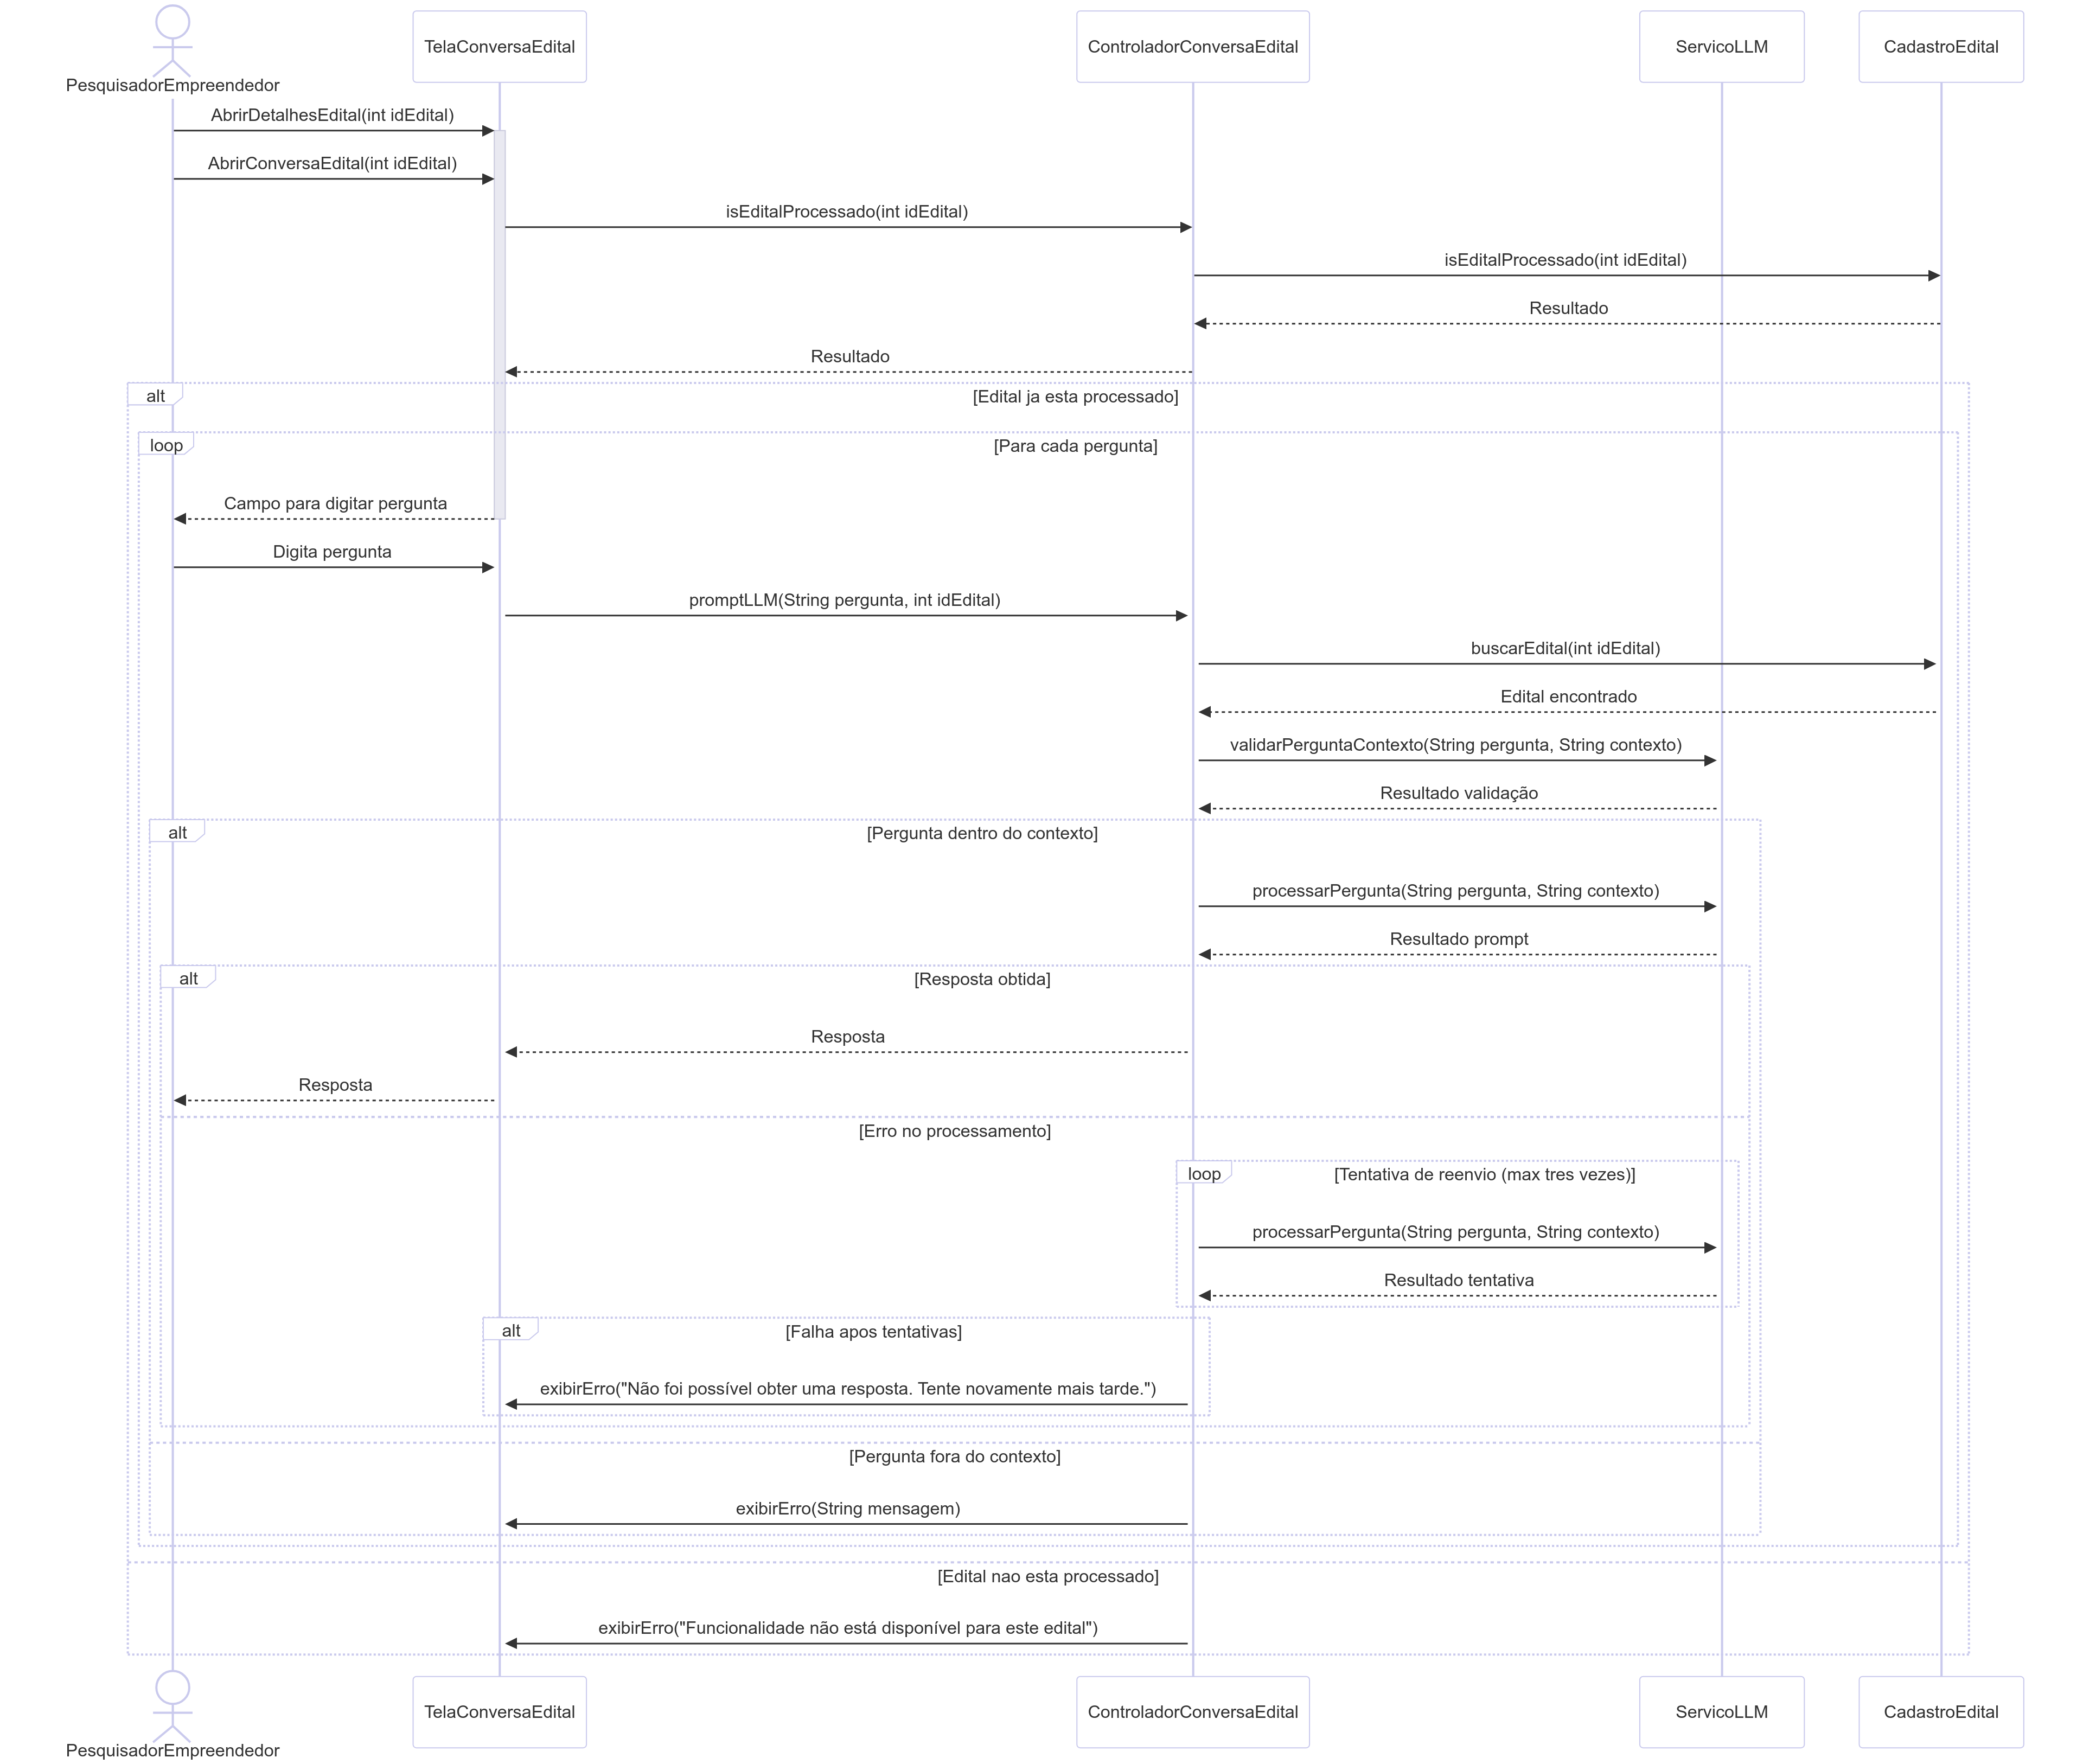 PesquisadorEmpreendedor
TelaConversaEdital
ControladorConversaEdital
ServicoLLM
CadastroEdital
AbrirDetalhesEdital(int idEdital)
AbrirConversaEdital(int idEdital)
isEditalProcessado(int idEdital)
isEditalProcessado(int idEdital)
Resultado
Resultado
alt
[Edital ja esta processado]
loop
[Para cada pergunta]
Campo para digitar pergunta
Digita pergunta
promptLLM(String pergunta, int idEdital)
buscarEdital(int idEdital)
Edital encontrado
validarPerguntaContexto(String pergunta, String contexto)
Resultado validação
alt
[Pergunta dentro do contexto]
processarPergunta(String pergunta, String contexto)
Resultado prompt
alt
[Resposta obtida]
Resposta
Resposta
[Erro no processamento]
loop
[Tentativa de reenvio (max tres vezes)]
processarPergunta(String pergunta, String contexto)
Resultado tentativa
alt
[Falha apos tentativas]
exibirErro("Não foi possível obter uma resposta. Tente novamente mais tarde.")
[Pergunta fora do contexto]
exibirErro(String mensagem)
[Edital nao esta processado]
exibirErro("Funcionalidade não está disponível para este edital")
PesquisadorEmpreendedor
TelaConversaEdital
ControladorConversaEdital
ServicoLLM
CadastroEdital